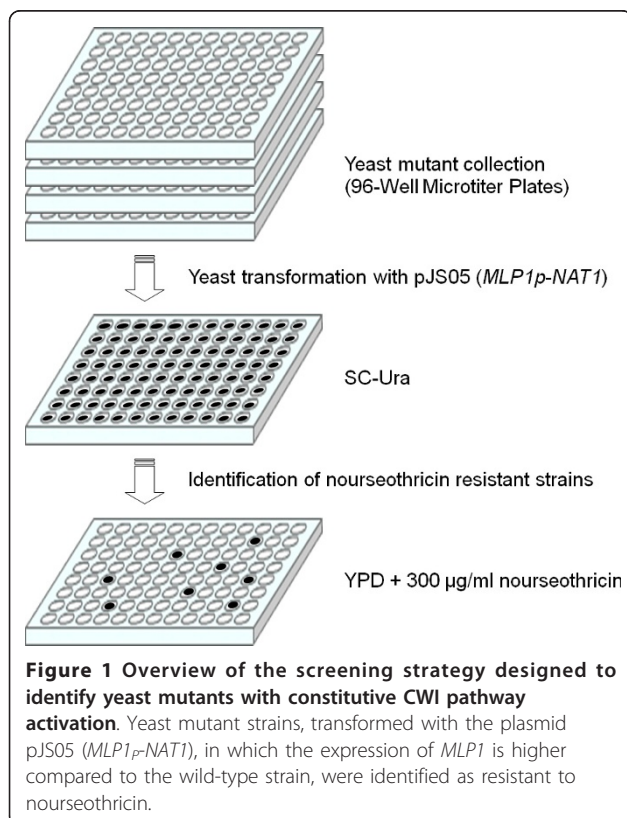 Yeast mutant collection
(96-Well Microtiter Plates)
Yeast transformation with pJS05 (MLP1p-NAT1)
SC-Ura
Identification of nourseothricin resistant strains
YPD + 300 µg/ml nourseothricin
Figure 1 Overview of the screening strategy designed to
identify yeast mutants with constitutive CWI pathway
activation. Yeast mutant strains, transformed with the plasmid
pJS05 (MLP1P-NAT1), in which the expression of MLP1 is higher
compared to the wild-type strain, were identified as resistant to
nourseothricin.